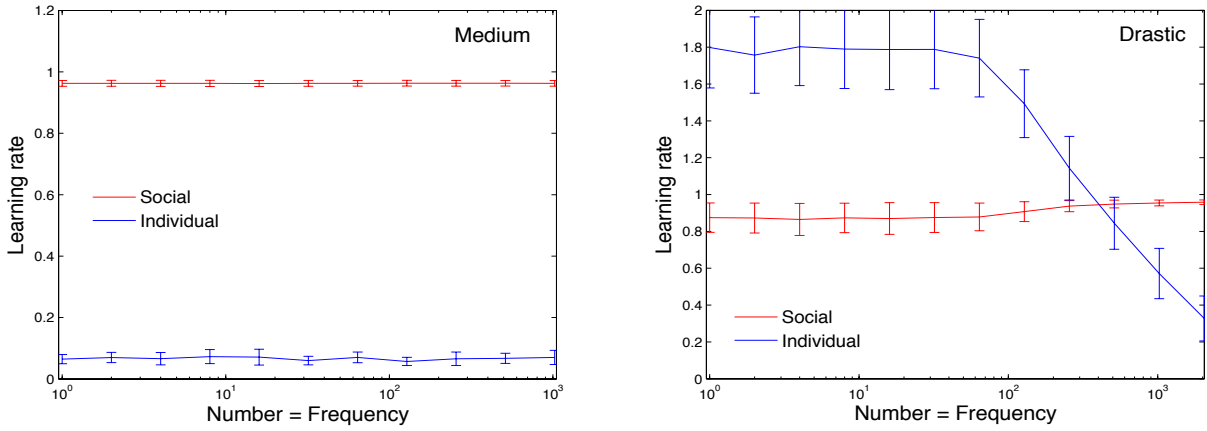 Medium
1.2
1
0.8
0.6
0.4
0.2
0
Learning rate
Social
Individual
10^0
10^1
10^2
10^3
Number = Frequency
Drastic
2
1.8
1.6
1.4
1.2
1
0.8
0.6
0.4
0.2
0
Learning rate
Social
Individual
10^0
10^1
10^2
10^3
Number = Frequency